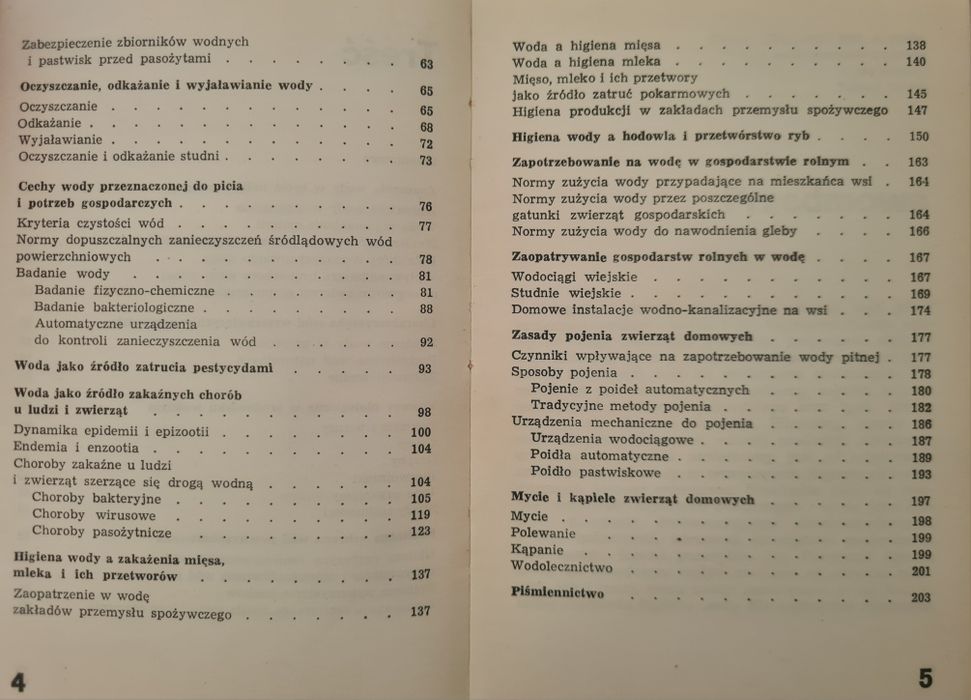 Zabezpieczenie zbiorników wodnych
i pastwisk przed pasożytami . . . . . . . . 63
Oczyszczanie, odkażanie i wyjaławianie wody . . . . 65
Oczyszczanie . . . . . . . . . . . . . 65
Odkażanie . . . . . . . . . . . . . . 68
Wyjaławianie . . . . . . . . . . . . . 72
Oczyszczanie i odkażanie studni . . . . . . . . 73
Cechy wody przeznaczonej do picia
i potrzeb gospodarczych . . . . . . . . . . 76
Kryteria czystości wód . . . . . . . . . . 77
Normy dopuszczalnych zanieczyszczeń śródlądowych wód
powierzchniowych . . . . . . . . . . . 78
Badanie wody . . . . . . . . . . . . 81
Badanie fizyczno-chemiczne . . . . . . . . 81
Badanie bakteriologiczne . . . . . . . . . 88
Automatyczne urządzenia
do kontroli zanieczyszczenia wód . . . . . . 92
Woda jako źródło zatrucia pestycydami . . . . . 93
Woda jako źródło zakaźnych chorób
u ludzi i zwierząt . . . . . . . . . . . 98
Dynamika epidemii i epizootii . . . . . . . . 100
Endemia i enzootia . . . . . . . . . . . 104
Choroby zakaźne u ludzi
i zwierząt szerzące się drogą wodną . . . . . . 104
Choroby bakteryjne . . . . . . . . . . 105
Choroby wirusowe . . . . . . . . . . 119
Choroby pasożytnicze . . . . . . . . . 123
Higiena wody a zakażenia mięsa,
mleka i ich przetworów . . . . . . . . . 137
Zaopatrzenie w wodę
zakładów przemysłu spożywczego . . . . . . . 137
4
Woda a higiena mięsa . . . . . . . . . . 138
Woda a higiena mleka . . . . . . . . . . 140
Mięso, mleko i ich przetwory
jako źródło zatruć pokarmowych . . . . . . . 145
Higiena produkcji w zakładach przemysłu spożywczego 147
Higiena wody a hodowla i przetwórstwo ryb . . . . 150
Zapotrzebowanie na wodę w gospodarstwie rolnym . . 163
Normy zużycia wody przypadające na mieszkańca wsi . 164
Normy zużycia wody przez poszczególne
gatunki zwierząt gospodarskich . . . . . . . 164
Normy zużycia wody do nawodnienia gleby . . . . 166
Zaopatrywanie gospodarstw rolnych w wodę . . . . 167
Wodociągi wiejskie . . . . . . . . . . . 167
Studnie wiejskie . . . . . . . . . . . . 169
Domowe instalacje wodno-kanalizacyjne na wsi . . . 174
Zasady pojenia zwierząt domowych . . . . . . 177
Czynniki wpływające na zapotrzebowanie wody pitnej . 177
Sposoby pojenia . . . . . . . . . . . . 178
Pojenie z poideł automatycznych . . . . . . 180
Tradycyjne metody pojenia . . . . . . . . 182
Urządzenia mechaniczne do pojenia . . . . . . 186
Urządzenia wodociągowe . . . . . . . . . 187
Poidła automatyczne . . . . . . . . . . 189
Poidło pastwiskowe . . . . . . . . . . 193
Mycie i kąpiele zwierząt domowych . . . . . . 197
Mycie . . . . . . . . . . . . . . . 198
Polewanie . . . . . . . . . . . . . 199
Kąpanie . . . . . . . . . . . . . . 199
Wodolecznictwo . . . . . . . . . . . . 201
Piśmiennictwo . . . . . . . . . . . . 203
5